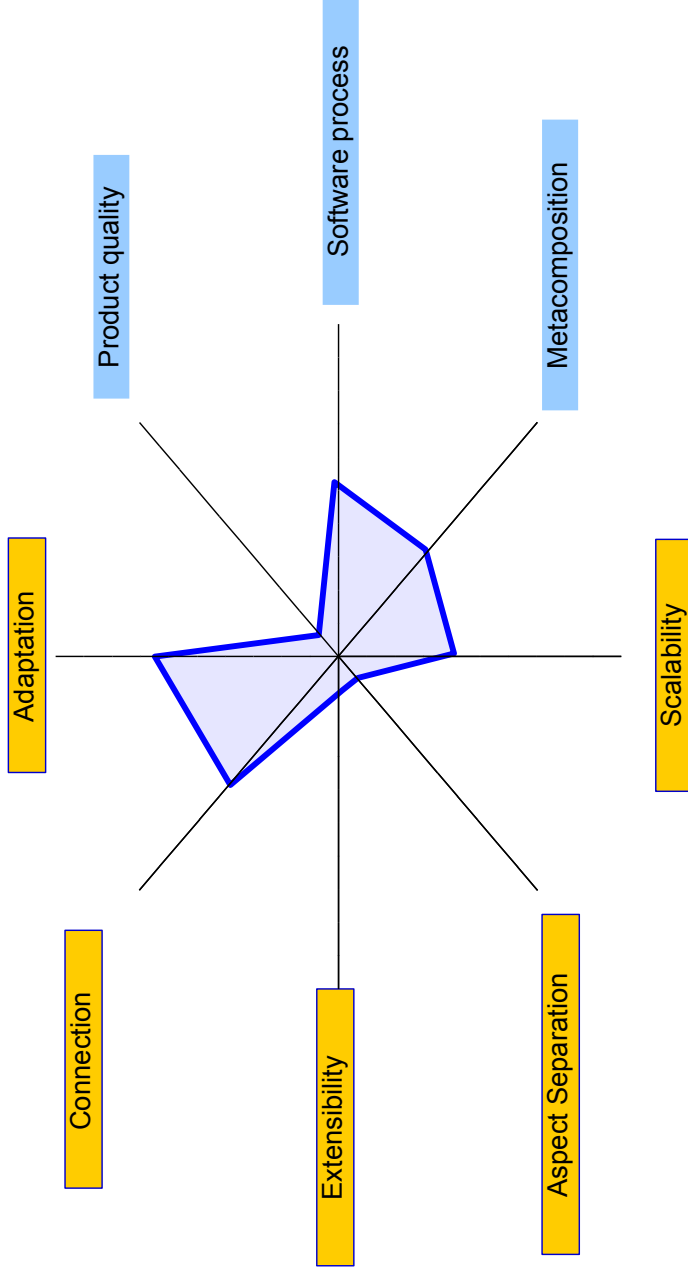 Product quality
Software process
Metacomposition
Adaptation
Scalability
Connection
Extensibility
Aspect Separation